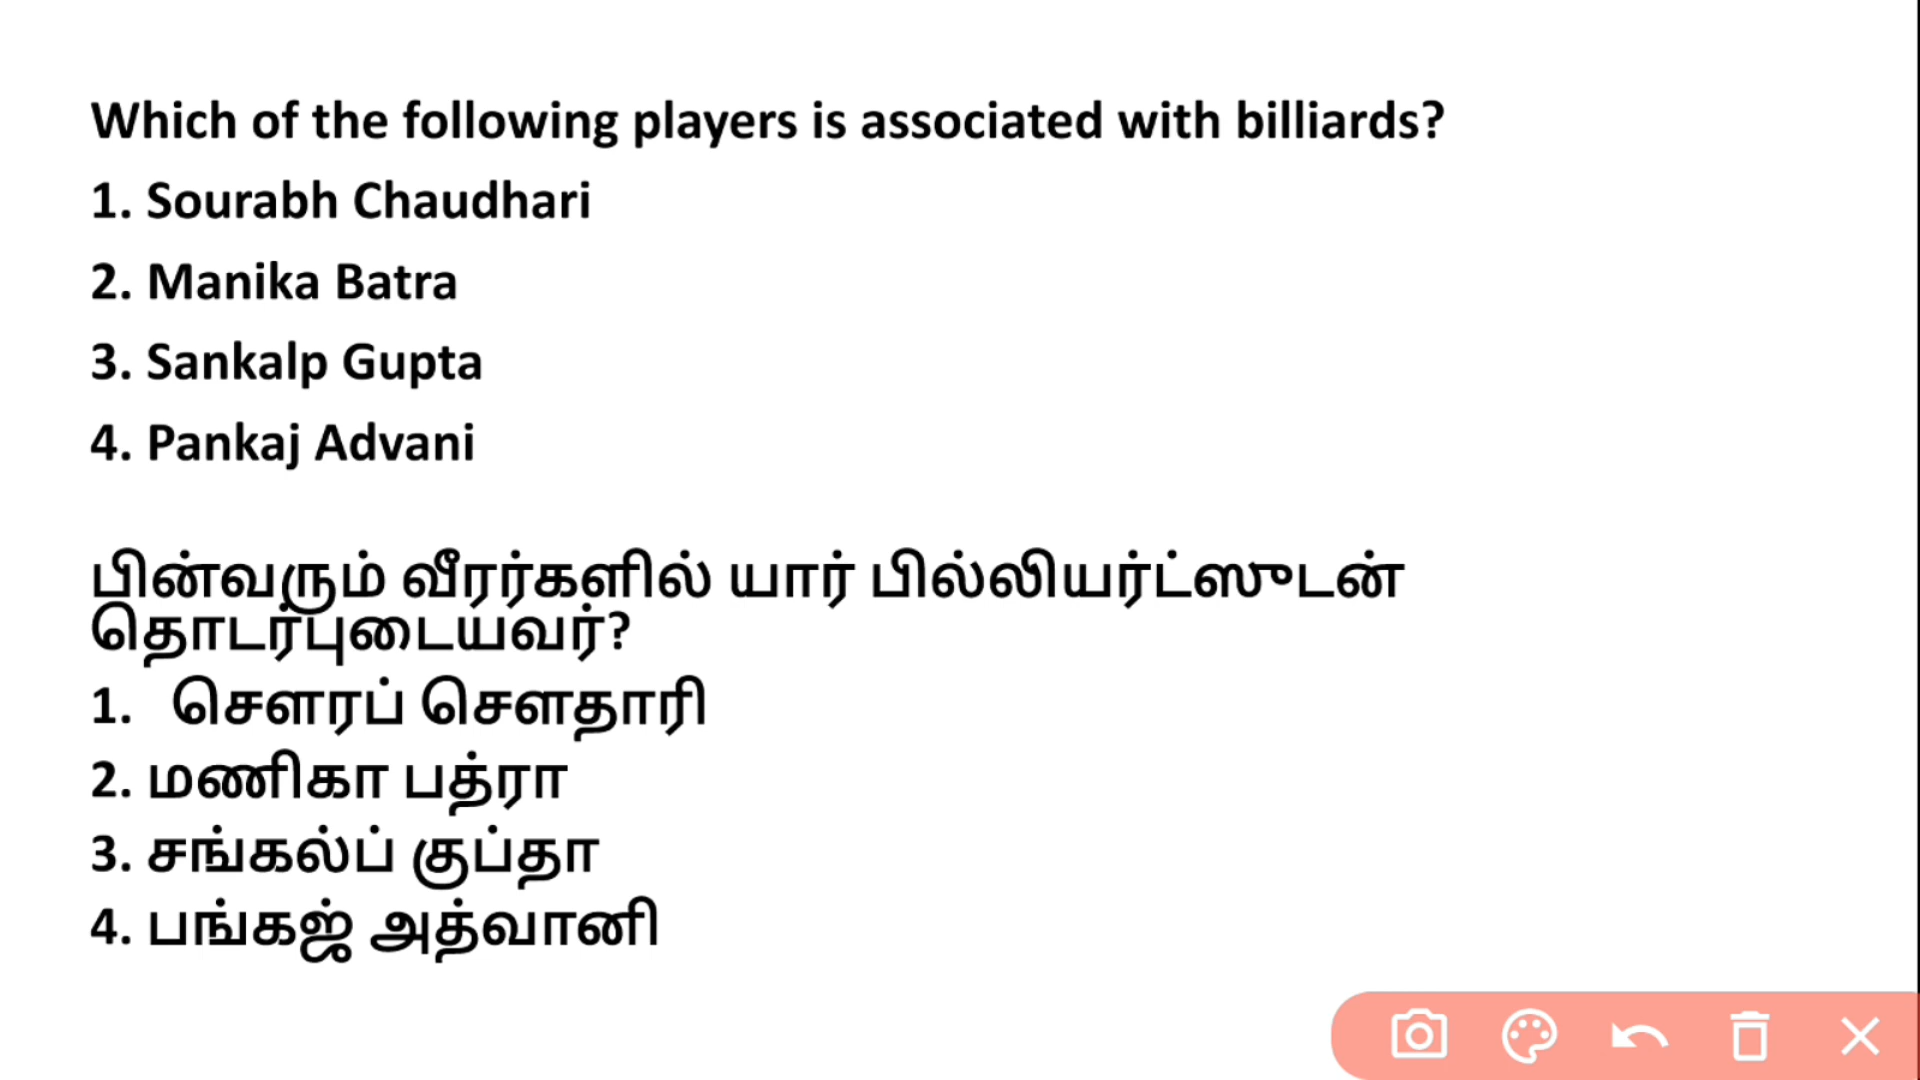 Which of the following players is associated with billiards?
1. Sourabh Chaudhari
2. Manika Batra
3. Sankalp Gupta
4. Pankaj Advani
பின்வரும் வீரர்களில் யார் பில்லியர்ட்ஸுடன்
தொடர்புடையவர்?
1. சௌரப் சௌதாரி
2. மணிகா பத்ரா
3. சங்கல்ப் குப்தா
4. பங்கஜ் அத்வானி